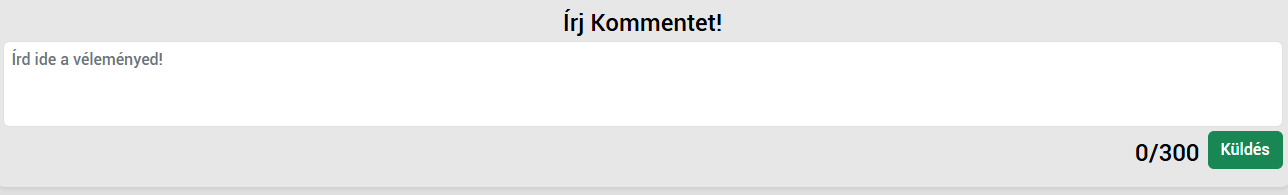 Írj Kommentet!
Írd ide a véleményed!
0/300 Küldés